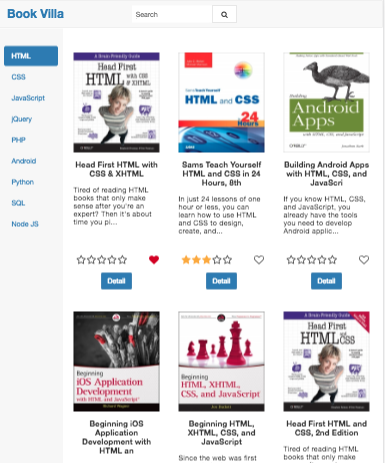 Book Villa
Search
HTML
CSS
JavaScript
jQuery
PHP
Android
Python
SQL
Node JS
A Brain-Friendly Guide
Head First
HTML with CSS & XHTML
O'REILLY
Sams Teach Yourself
HTML and CSS
24
Hours
SAMS
Building
Android
Apps
with HTML, CSS, and JavaScript
O'REILLY
Head First HTML with
CSS & XHTML
Tired of reading HTML
books that only make
sense after you're an
expert? Then it's about
time you pi...
Detail
Sams Teach Yourself
HTML and CSS in 24
Hours, 8th
In just 24 lessons of one
hour or less, you can
learn how to use HTML
and CSS to design,
create, and...
Detail
Building Android Apps
with HTML, CSS, and
JavaScri
If you know HTML, CSS,
and JavaScript, you
already have the
tools you need to
develop Android
applic...
Detail
Beginning
iOS Application
Development
with HTML and JavaScript
Beginning
HTML, XHTML,
CSS, and JavaScript
A Brain-Friendly Guide
Head First
HTML and CSS
O'REILLY
Beginning iOS
Application
Development with
HTML an
Beginning HTML,
XHTML, CSS, and
JavaScript
Since the web was first
Head First HTML and
CSS, 2nd Edition
Tired of reading HTML
books that only make